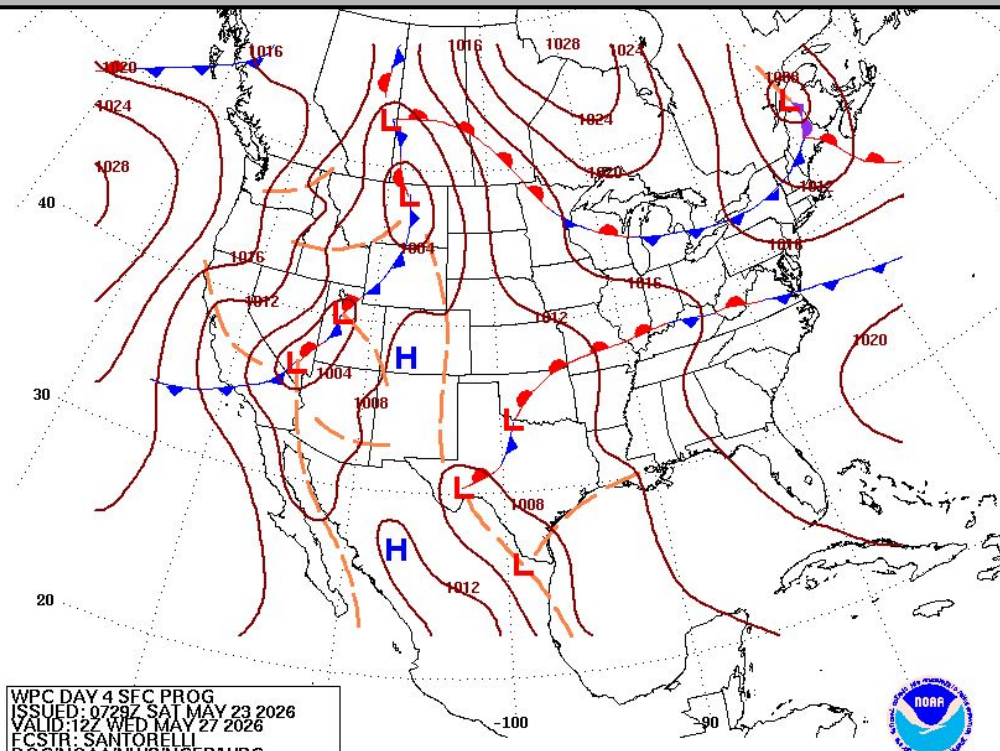 1016
1016
1028
1024
1020
1000
1024
1024
1028
1020
1012
40
1016
1004
1016
1016
1012
1012
1020
H
1004
30
1008
1008
H
1012
20
WPC DAY 4 SFC PROG
ISSUED: 0729Z SAT MAY 23 2026
VALID:12Z WED MAY 27 2026
FCSTR: SANTORELLI
-100
-90
NOAA
L
L
L
L
L
L
L
L